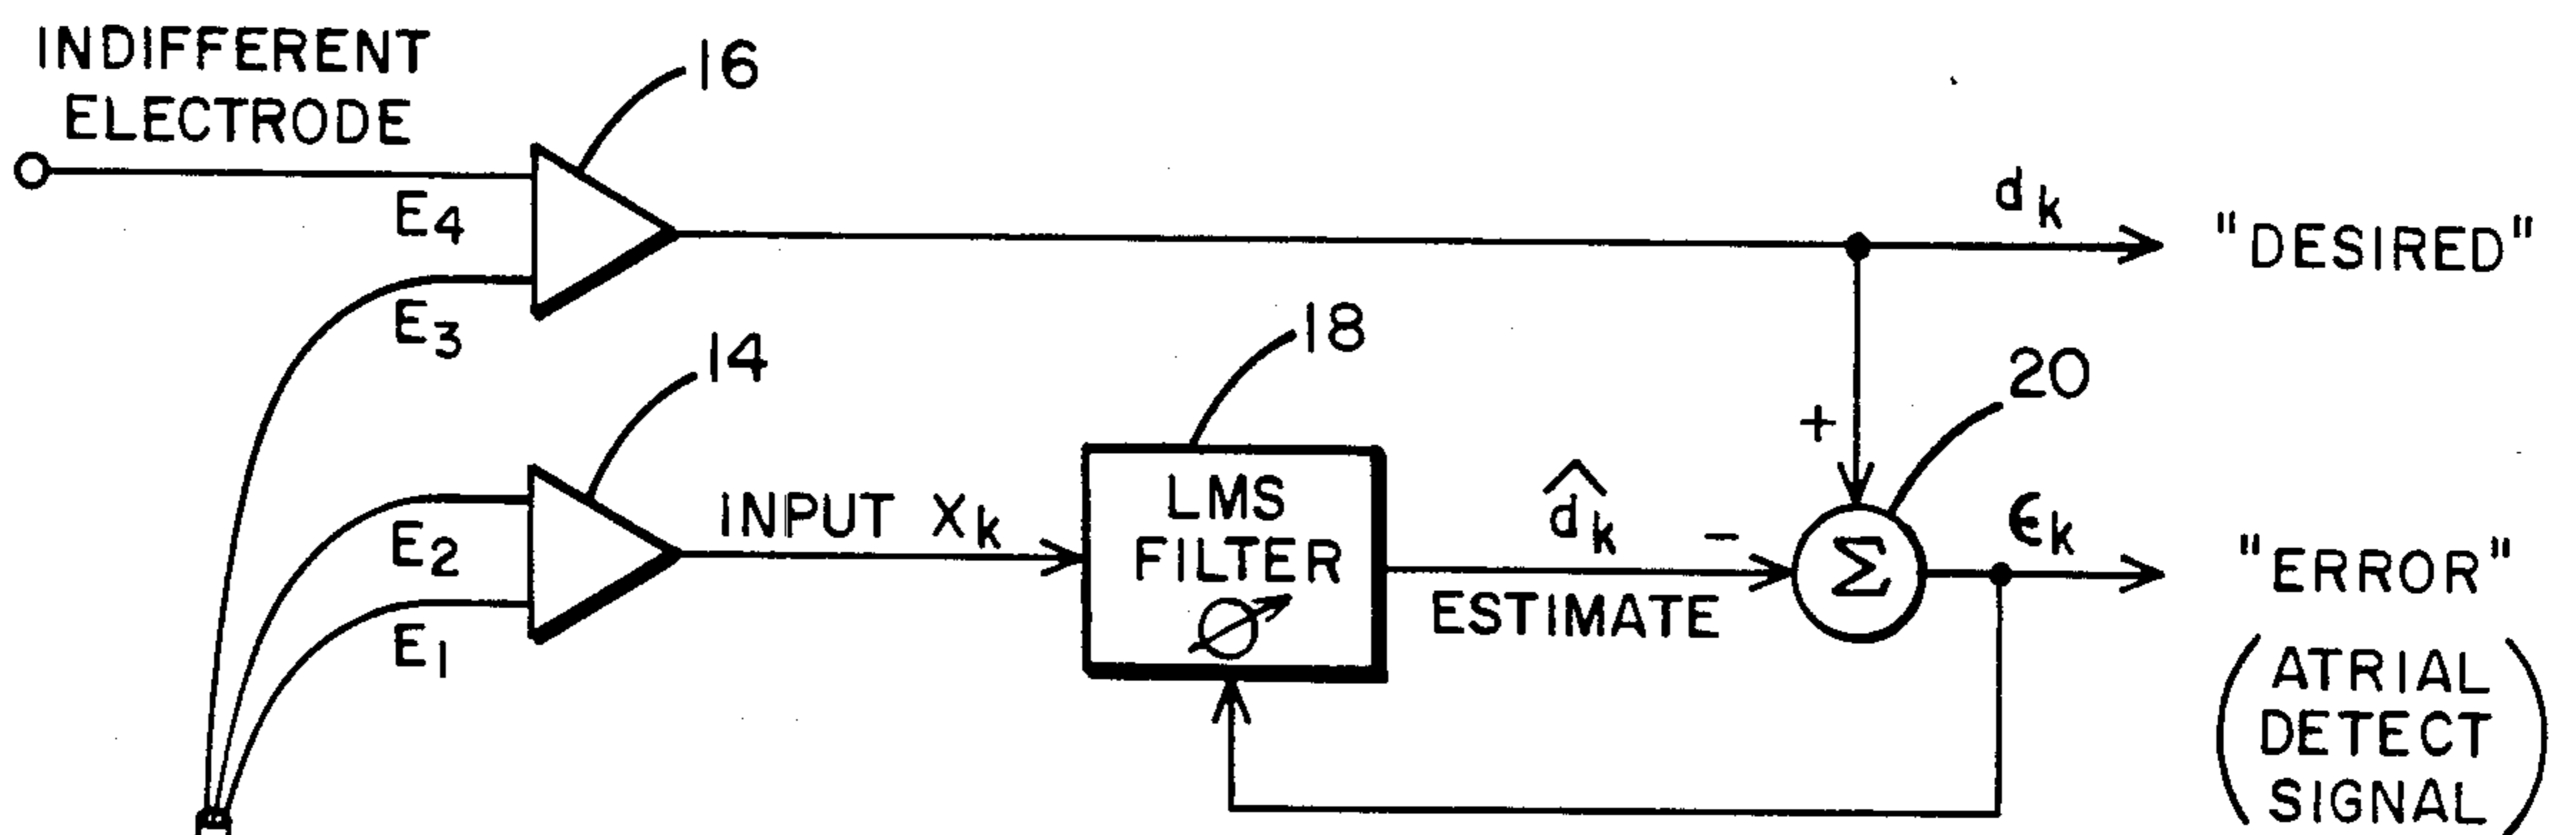 INDIFFERENT
ELECTRODE
16
E4
E3
dk
"DESIRED"
14
18
20
+
E2
E1
INPUT Xk
LMS
FILTER
d̂k
−
ESTIMATE
Σ
ϵk
"ERROR"
(ATRIAL
DETECT
SIGNAL)